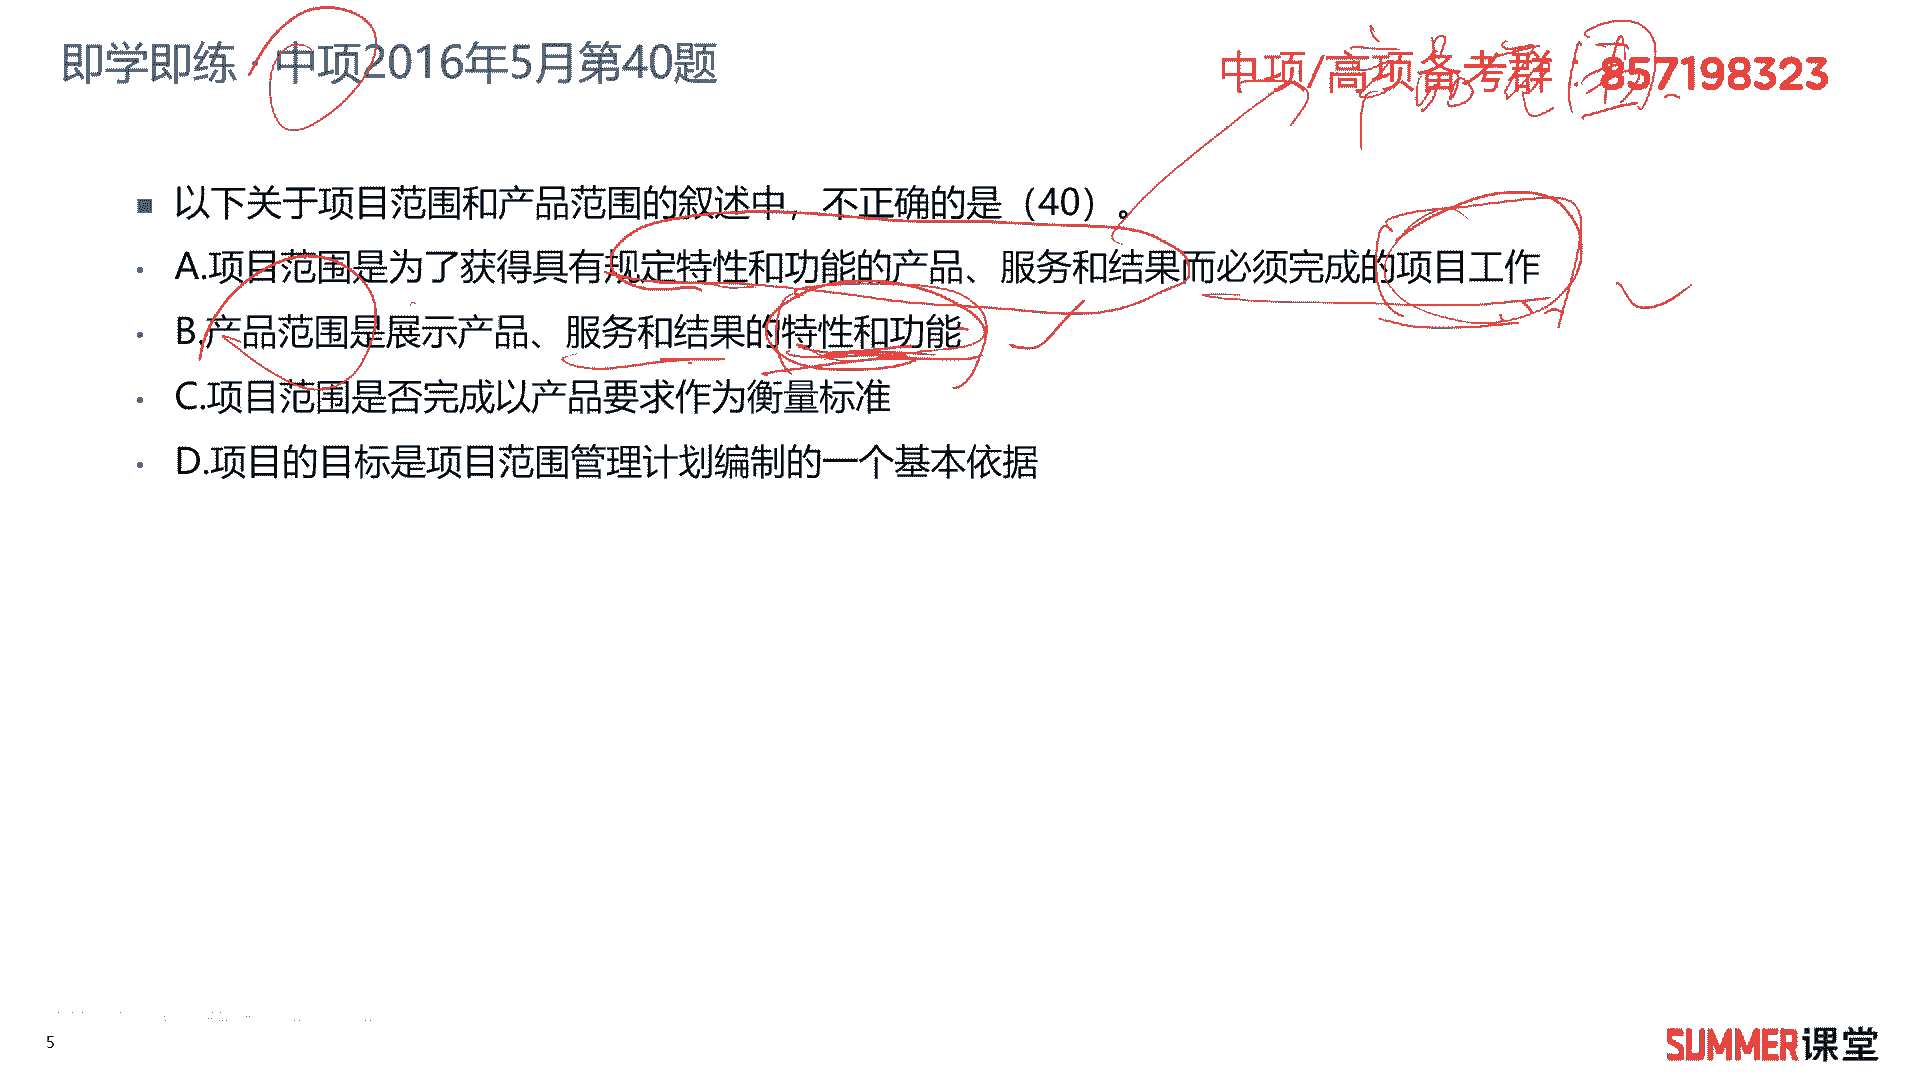 即学即练·中项2016年5月第40题
中项/高项备考群：857198323
■ 以下关于项目范围和产品范围的叙述中，不正确的是（40）。
• A.项目范围是为了获得具有规定特性和功能的产品、服务和结果而必须完成的项目工作
• B.产品范围是展示产品、服务和结果的特性和功能
• C.项目范围是否完成以产品要求作为衡量标准
• D.项目的目标是项目范围管理计划编制的一个基本依据
5
SUMMER课堂